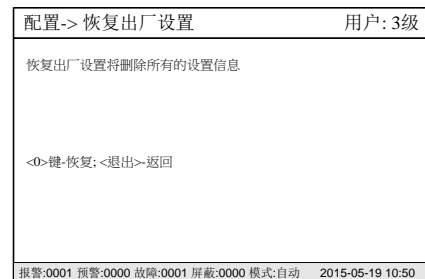 配置-> 恢复出厂设置 用户: 3级
恢复出厂设置将删除所有的设置信息
<0>键-恢复; <退出>-返回
报警:0001 预警:0000 故障:0001 屏蔽:0000 模式:自动 2015-05-19 10:50